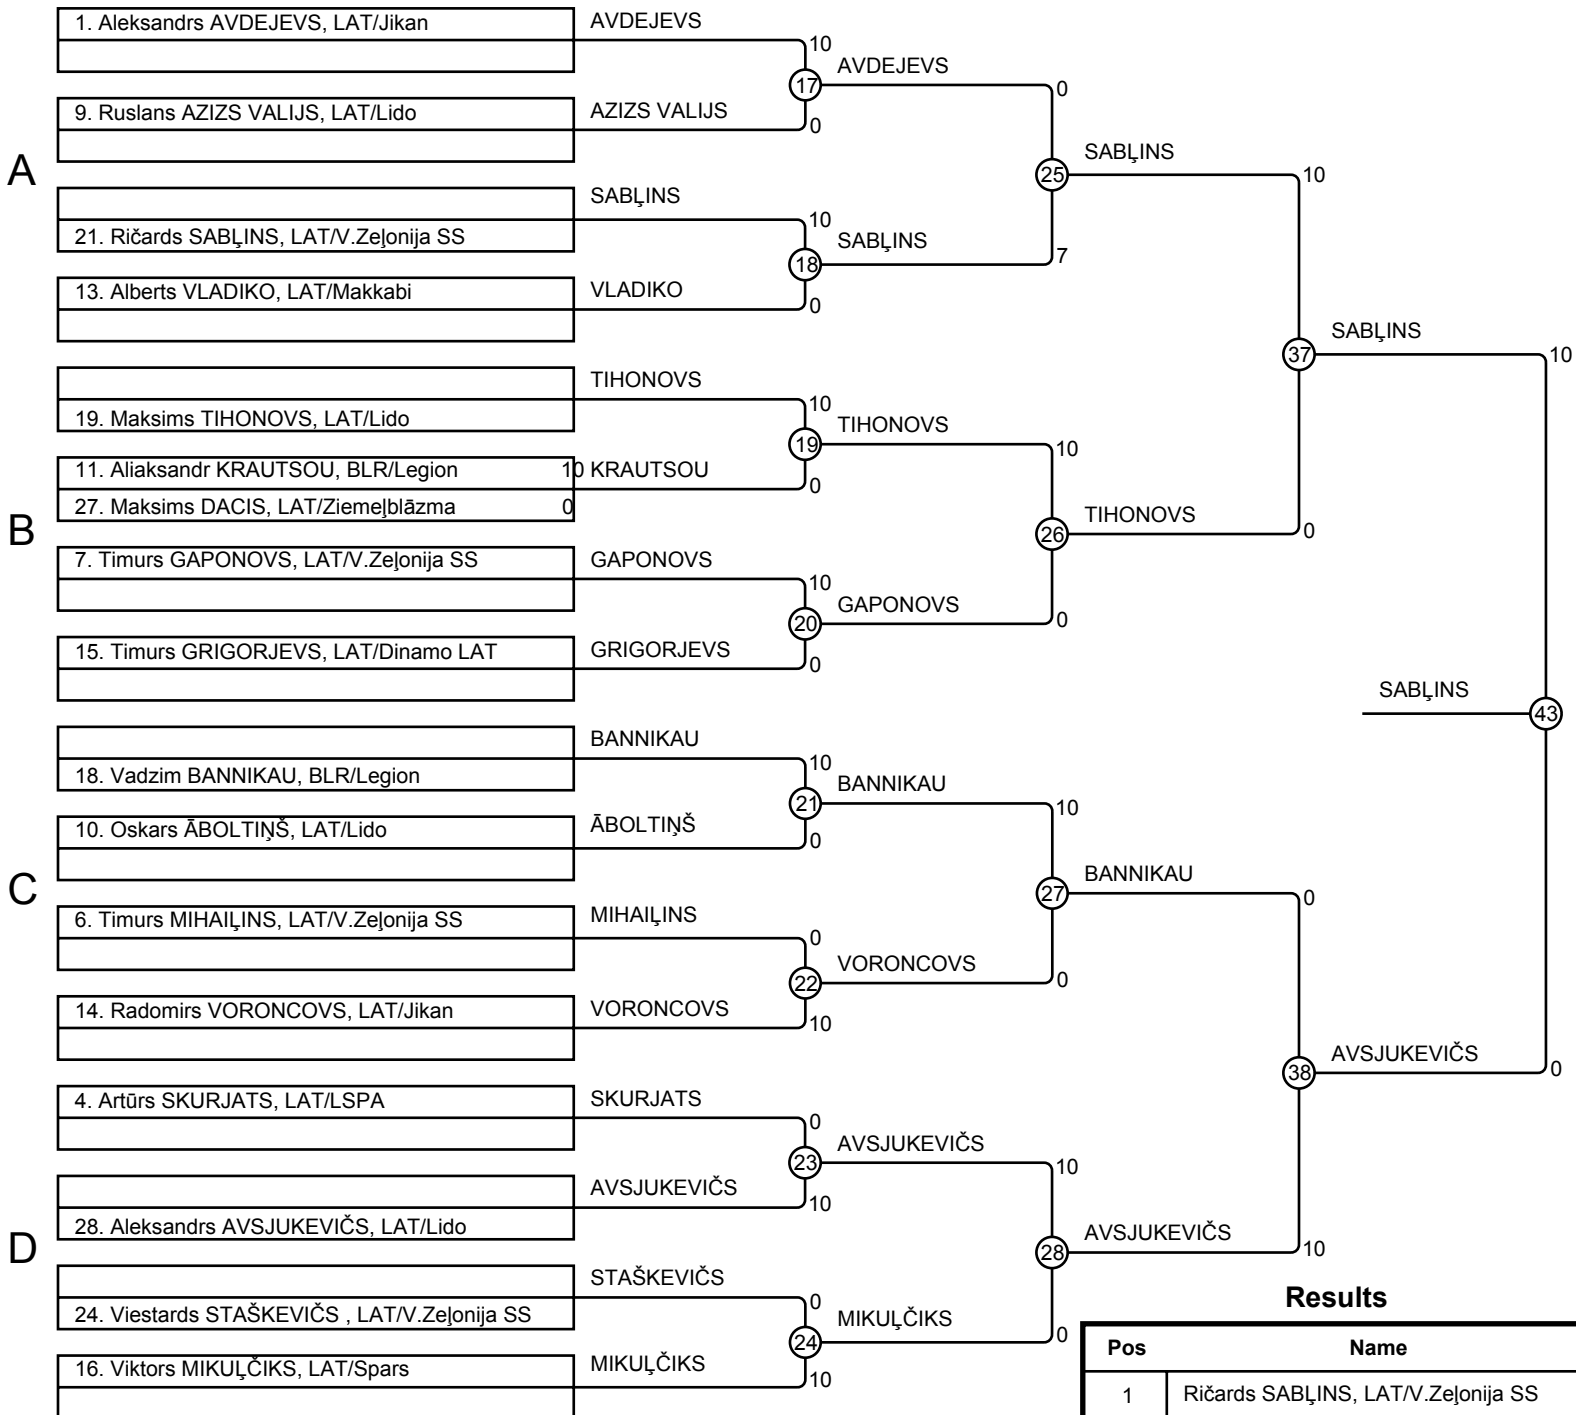 1. Aleksandrs AVDEJEVS, LAT/Jikan
AVDEJEVS
10
17
AVDEJEVS
0
9. Ruslans AZIZS VALIJS, LAT/Lido
AZIZS VALIJS
0
A
25
SABĻINS
10
SABĻINS
10
21. Ričards SABĻINS, LAT/V.Zeļonija SS
18
SABĻINS
7
13. Alberts VLADIKO, LAT/Makkabi
VLADIKO
0
37
SABĻINS
10
TIHONOVS
10
19. Maksims TIHONOVS, LAT/Lido
19
TIHONOVS
10
11. Aliaksandr KRAUTSOU, BLR/Legion 10
KRAUTSOU
0
27. Maksims DACIS, LAT/Ziemeļblāzma 0
B
26
TIHONOVS
0
7. Timurs GAPONOVS, LAT/V.Zeļonija SS
GAPONOVS
10
20
GAPONOVS
0
15. Timurs GRIGORJEVS, LAT/Dinamo LAT
GRIGORJEVS
0
SABĻINS
43
BANNIKAU
10
18. Vadzim BANNIKAU, BLR/Legion
21
BANNIKAU
10
10. Oskars ĀBOLTIŅŠ, LAT/Lido
ĀBOLTIŅŠ
0
C
27
BANNIKAU
0
6. Timurs MIHAIĻINS, LAT/V.Zeļonija SS
MIHAIĻINS
0
22
VORONCOVS
0
14. Radomirs VORONCOVS, LAT/Jikan
VORONCOVS
10
38
AVSJUKEVIČS
0
4. Artūrs SKURJATS, LAT/LSPA
SKURJATS
0
23
AVSJUKEVIČS
10
AVSJUKEVIČS
10
28. Aleksandrs AVSJUKEVIČS, LAT/Lido
D
28
AVSJUKEVIČS
10
STAŠKEVIČS
0
24. Viestards STAŠKEVIČS , LAT/V.Zeļonija SS
24
MIKUĻČIKS
0
16. Viktors MIKUĻČIKS, LAT/Spars
MIKUĻČIKS
10
Results
Pos Name
1 Ričards SABĻINS, LAT/V.Zeļonija SS